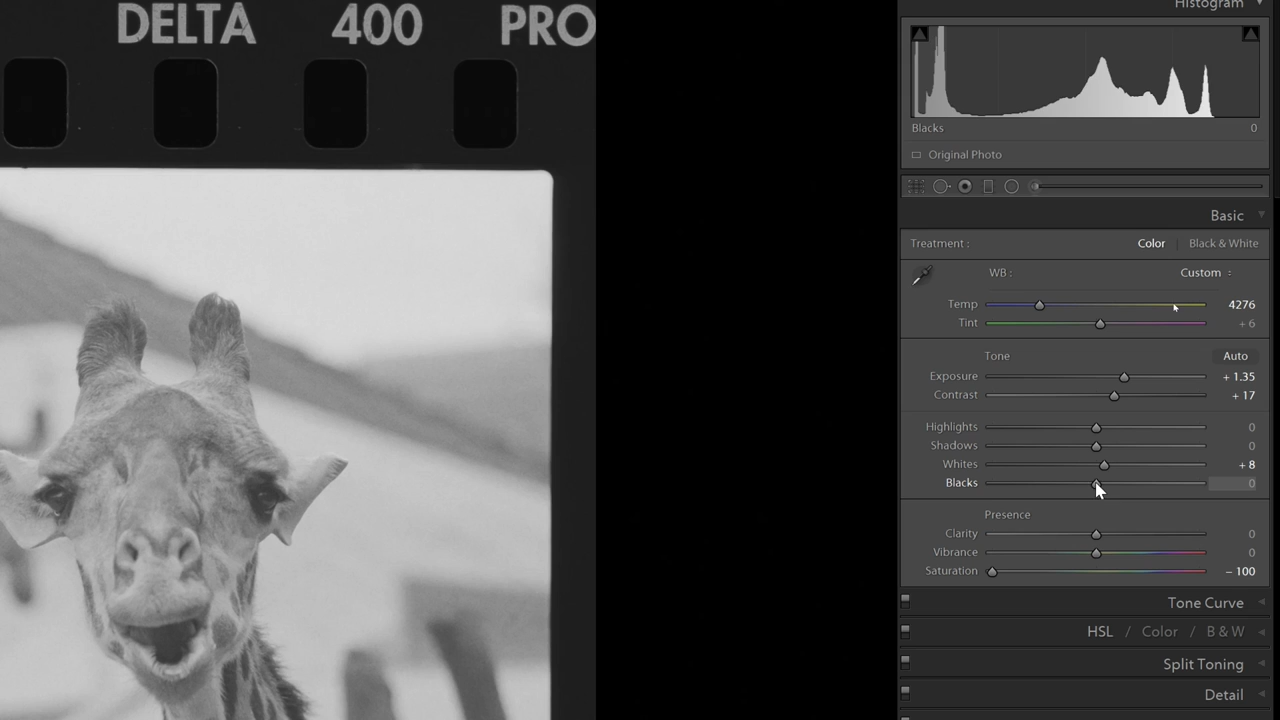 DELTA 400 PRO
Histogram
Blacks 0
Original Photo
Basic
Treatment : Color Black & White
WB : Custom
Temp 4276
Tint + 6
Tone Auto
Exposure + 1.35
Contrast + 17
Highlights 0
Shadows 0
Whites + 8
Blacks 0
Presence
Clarity 0
Vibrance 0
Saturation – 100
Tone Curve
HSL / Color / B & W
Split Toning
Detail